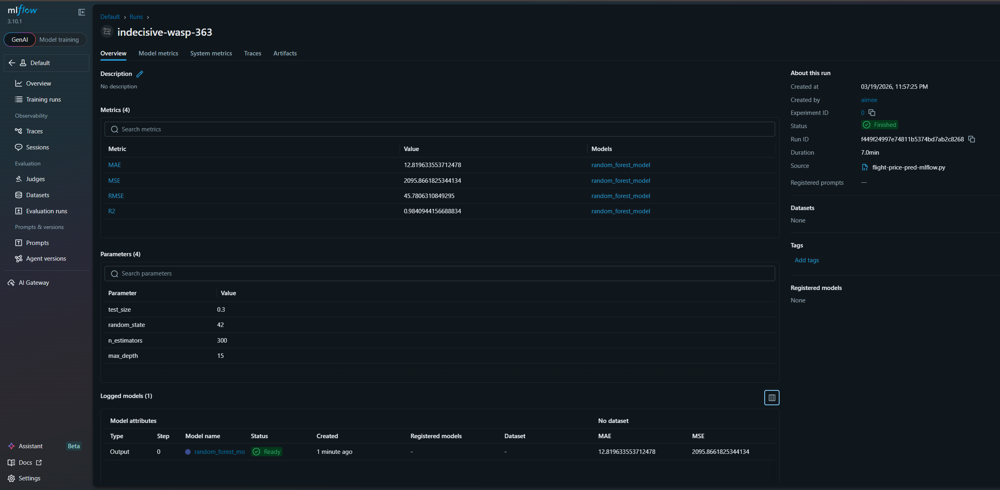 mlflow
3.10.1
GenAI Model training
Default
Overview
Training runs
Observability
Traces
Sessions
Evaluation
Judges
Datasets
Evaluation runs
Prompts & versions
Prompts
Agent versions
AI Gateway
Assistant Beta
Docs
Settings
Default › Runs ›
indecisive-wasp-363
Overview Model metrics System metrics Traces Artifacts
Description
No description
Metrics (4)
Search metrics
Metric Value Models
MAE 12.819633553712478 random_forest_model
MSE 2095.8661825344134 random_forest_model
RMSE 45.7806310849295 random_forest_model
R2 0.9840944156688834 random_forest_model
Parameters (4)
Search parameters
Parameter Value
test_size 0.3
random_state 42
n_estimators 300
max_depth 15
Logged models (1)
Model attributes No dataset
Type Step Model name Status Created Registered models Dataset MAE MSE
Output 0 random_forest_mo Ready 1 minute ago - - 12.819633553712478 2095.8661825344134
About this run
Created at 03/19/2026, 11:57:25 PM
Created by aimee
Experiment ID 0
Status Finished
Run ID f449f24997e74811b5374bd7ab2c8268
Duration 7.0min
Source flight-price-pred-mlflow.py
Registered prompts —
Datasets
None
Tags
Add tags
Registered models
None